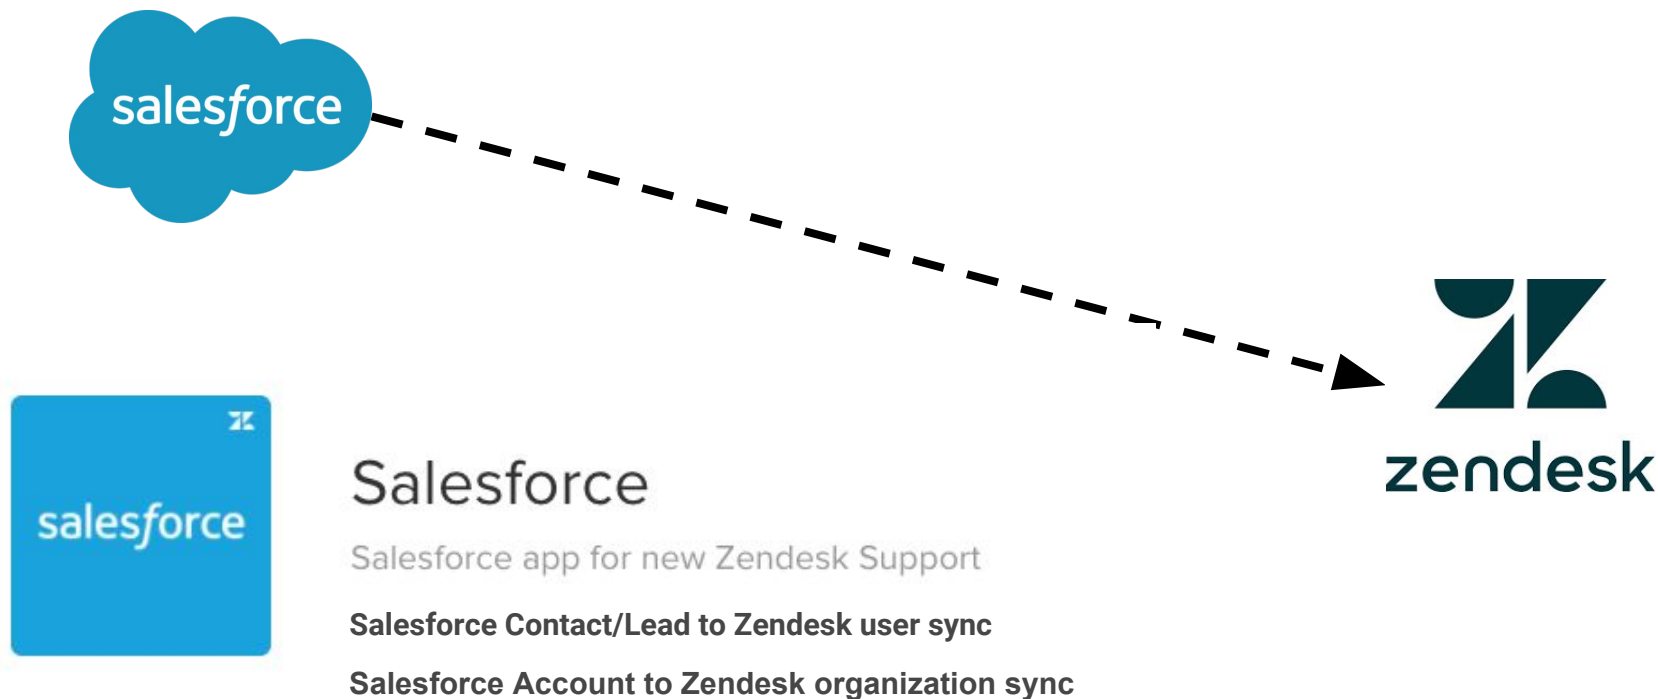 salesforce
zendesk
salesforce
Salesforce
Salesforce app for new Zendesk Support
Salesforce Contact/Lead to Zendesk user sync
Salesforce Account to Zendesk organization sync